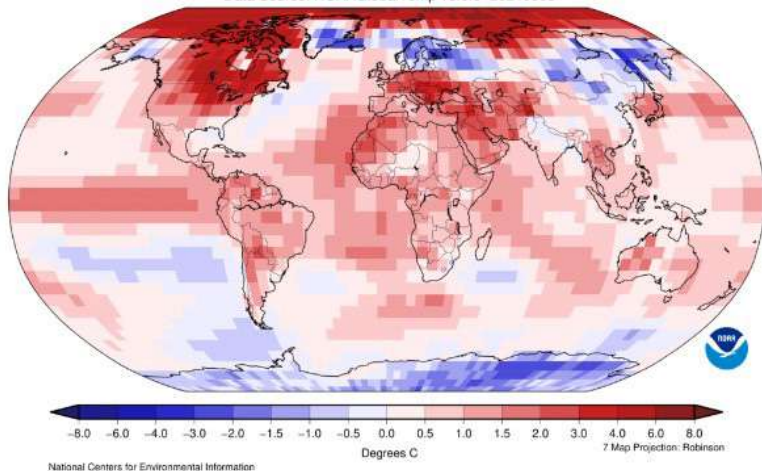 NOAA
-8.0 -6.0 -4.0 -3.0 -2.0 -1.5 -1.0 -0.5 0.0 0.5 1.0 1.5 2.0 3.0 4.0 6.0 8.0
Degrees C
7 Map Projection: Robinson
National Centers for Environmental Information